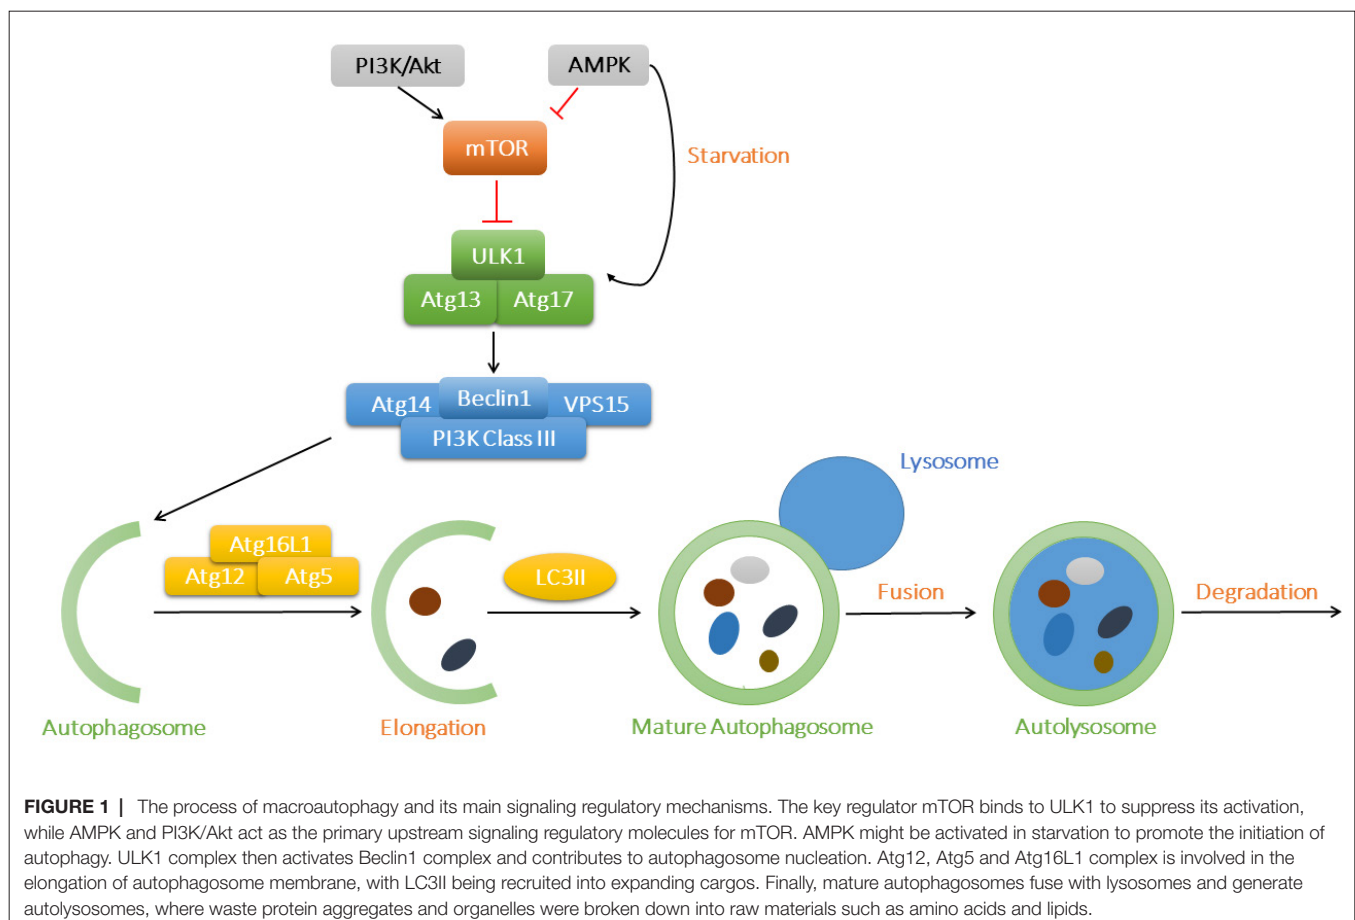 PI3K/Akt
AMPK
mTOR
Starvation
ULK1
Atg13
Atg17
Beclin1
Atg14
VPS15
PI3K Class III
Lysosome
Atg16L1
Atg12
Atg5
LC3II
Fusion
Degradation
Autophagosome
Elongation
Mature Autophagosome
Autolysosome
FIGURE 1 | The process of macroautophagy and its main signaling regulatory mechanisms. The key regulator mTOR binds to ULK1 to suppress its activation,
while AMPK and PI3K/Akt act as the primary upstream signaling regulatory molecules for mTOR. AMPK might be activated in starvation to promote the initiation of
autophagy. ULK1 complex then activates Beclin1 complex and contributes to autophagosome nucleation. Atg12, Atg5 and Atg16L1 complex is involved in the
elongation of autophagosome membrane, with LC3II being recruited into expanding cargos. Finally, mature autophagosomes fuse with lysosomes and generate
autolysosomes, where waste protein aggregates and organelles were broken down into raw materials such as amino acids and lipids.